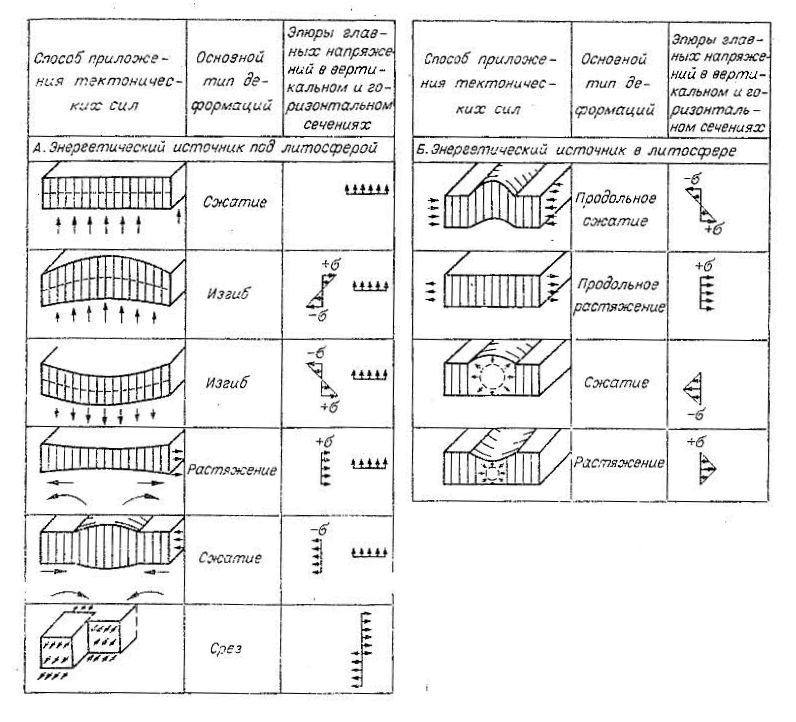 Способ приложе-
ния тектоничес-
ких сил
Основной
тип де-
формаций
Эпюры глав-
ных напряже-
ний в верти-
кальном и го-
ризонтальном
сечениях
А. Энергетический источник под литосферой
Сжатие
Изгиб
+б
-б
Изгиб
-б
+б
Растяжение
+б
Сжатие
-б
Срез
Способ приложе-
ния тектоничес-
ких сил
Основной
тип де-
формаций
Эпюры глав-
ных напряже-
ний в верти-
кальном и го-
ризонталь-
ном сечениях
Б. Энергетический источник в литосфере
Продольное
сжатие
-б
+б
Продольное
растяжение
+б
Сжатие
-б
Растяжение
+б